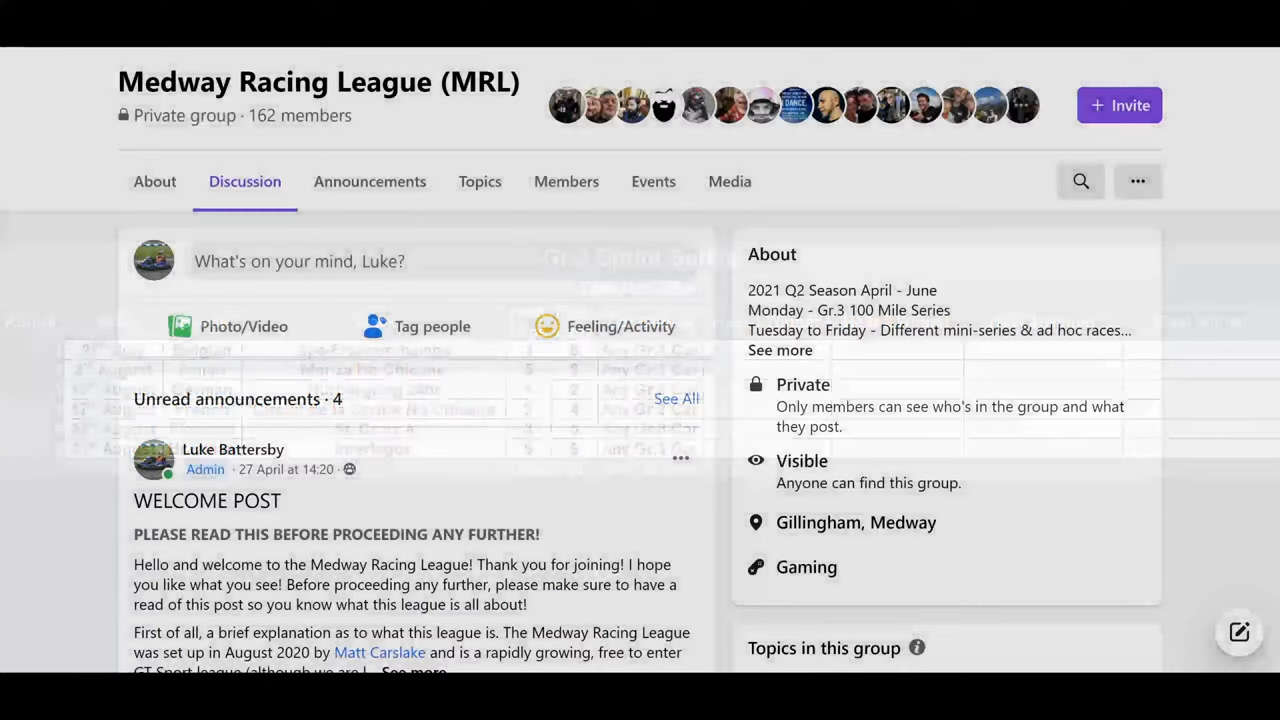 Medway Racing League (MRL)
Private group · 162 members
+ Invite
About
Discussion
Announcements
Topics
Members
Events
Media
What's on your mind, Luke?
Photo/Video
Tag people
Feeling/Activity
Unread announcements · 4
See All
Luke Battersby
Admin · 27 April at 14:20 ·
WELCOME POST
PLEASE READ THIS BEFORE PROCEEDING ANY FURTHER!
Hello and welcome to the Medway Racing League! Thank you for joining! I hope
you like what you see! Before proceeding any further, please make sure to have a
read of this post so you know what this league is all about!
First of all, a brief explanation as to what this league is. The Medway Racing League
was set up in August 2020 by Matt Carslake and is a rapidly growing, free to enter
GT Sport league (although we are l... See more
About
2021 Q2 Season April - June
Monday - Gr.3 100 Mile Series
Tuesday to Friday - Different mini-series & ad hoc races...
See more
Private
Only members can see who's in the group and what
they post.
Visible
Anyone can find this group.
Gillingham, Medway
Gaming
Topics in this group